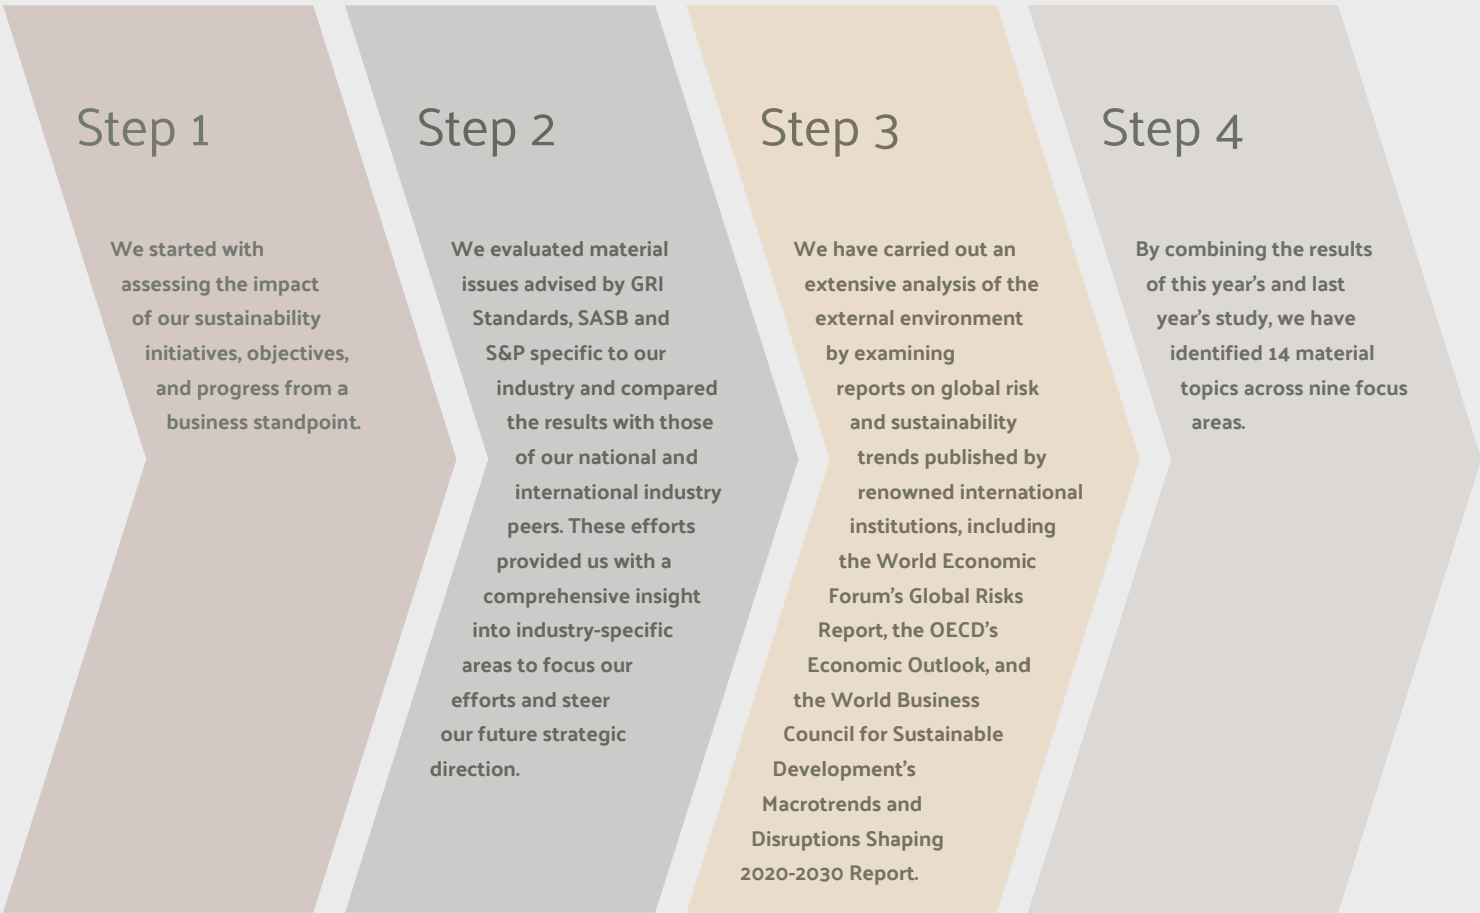 Step 1
We started with
assessing the impact
of our sustainability
initiatives, objectives,
and progress from a
business standpoint.
Step 2
We evaluated material
issues advised by GRI
Standards, SASB and
S&P specific to our
industry and compared
the results with those
of our national and
international industry
peers. These efforts
provided us with a
comprehensive insight
into industry-specific
areas to focus our
efforts and steer
our future strategic
direction.
Step 3
We have carried out an
extensive analysis of the
external environment
by examining
reports on global risk
and sustainability
trends published by
renowned international
institutions, including
the World Economic
Forum’s Global Risks
Report, the OECD’s
Economic Outlook, and
the World Business
Council for Sustainable
Development’s
Macrotrends and
Disruptions Shaping
2020-2030 Report.
Step 4
By combining the results
of this year’s and last
year’s study, we have
identified 14 material
topics across nine focus
areas.